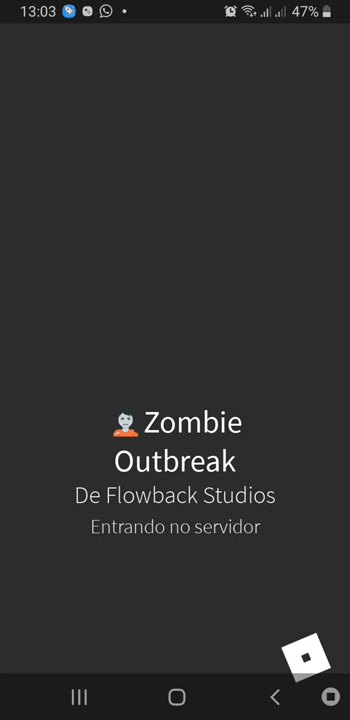 13:03
47%
Zombie
Outbreak
De Flowback Studios
Entrando no servidor